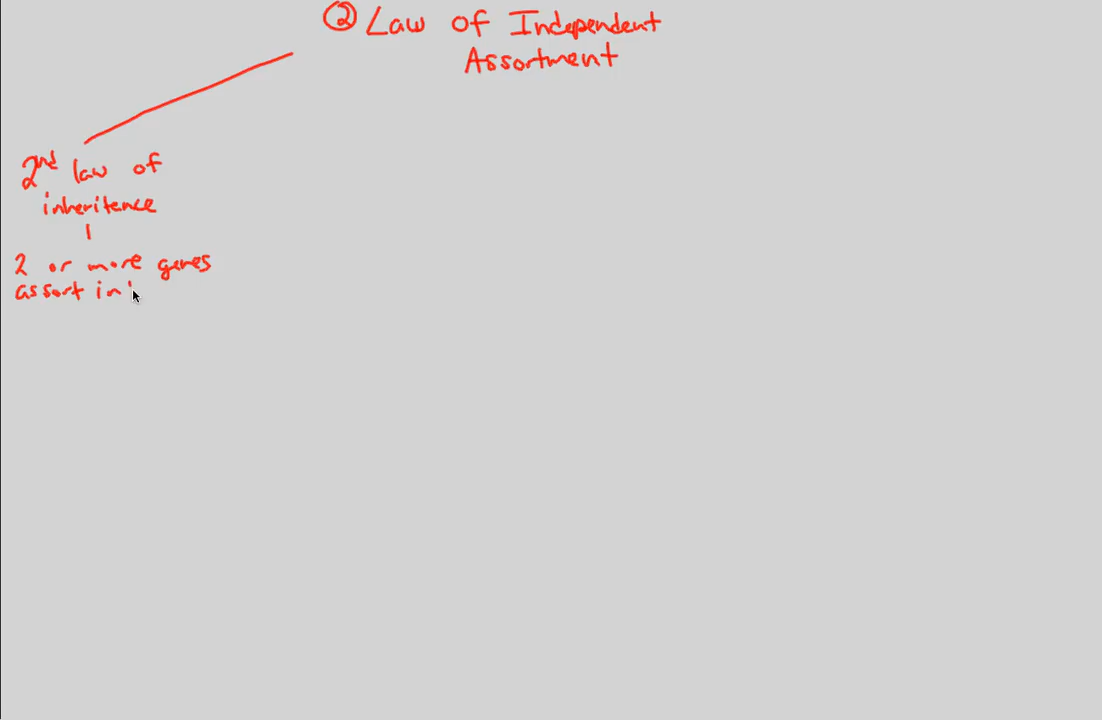 ② Law of Independent
Assortment
2nd law of
inheritence
2 or more genes
assort in